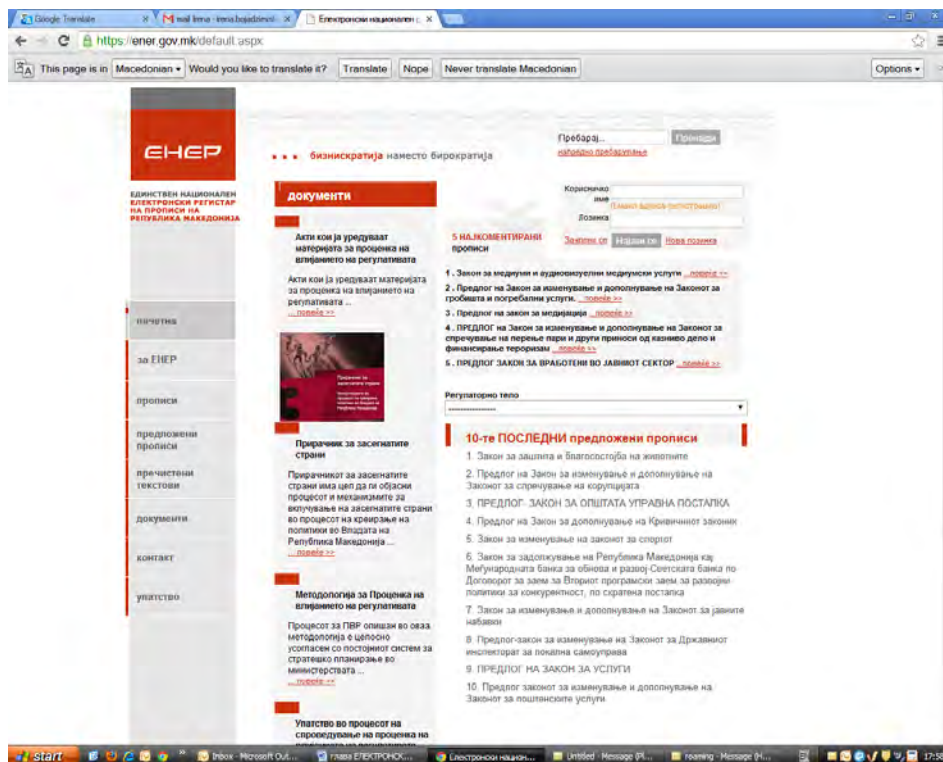 Google Translate
Електронски национален
https://ener.gov.mk/default.aspx
This page is in Macedonian Would you like to translate it? Translate Nope Never translate Macedonian Options
ЕНЕР
бизнискратија наместо бирократија
Пребарај...
Пронајди
напредно пребарување
ЕДИНСТВЕН НАЦИОНАЛЕН
ЕЛЕКТРОНСКИ РЕГИСТАР
НА ПРОПИСИ НА
РЕПУБЛИКА МАКЕДОНИЈА
почетна
за ЕНЕР
прописи
предложени
прописи
пречистени
текстови
документи
контакт
упатство
документи
Акти кои ја уредуваат
материјата за проценка на
влијанието на регулативата
Акти кои ја уредуваат материјата
за проценка на влијанието на
регулативата ...
...повеќе >>
Прирачник за
засегнатите страни
Прирачник за засегнатите
страни
Прирачникот за засегнатите
страни има цел да ги објасни
процесот и механизмите за
вклучување на засегнатите страни
во процесот на креирање на
политики во Владата на
Република Македонија ...
...повеќе >>
Методологија за Проценка на
влијанието на регулативата
Процесот за ПВР опишан во оваа
методологија е целосно
усогласен со постојниот систем за
стратешко планирање во
министерствата ...
...повеќе >>
Упатство во процесот на
спроведување на проценка на
Корисничко
име
Лозинка
Зачлени се
Најави се
Нова лозинка
5 НАЈКОМЕНТИРАНИ
прописи
1 . Закон за медиуми и аудиовизуелни медиумски услуги ...повеќе >>
2 . Предлог на Закон за изменување и дополнување на Законот за
гробишта и погребални услуги. ...повеќе >>
3 . Предлог на закон за медијација ...повеќе >>
4 . ПРЕДЛОГ на Закон за изменување и дополнување на Законот за
спречување на перење пари и други приноси од казниво дело и
финансирање тероризам ...повеќе >>
5 . ПРЕДЛОГ ЗАКОН ЗА ВРАБОТЕНИ ВО ЈАВНИОТ СЕКТОР ...повеќе >>
Регулаторно тело
----------------
10-те ПОСЛЕДНИ предложени прописи
1. Закон за заштита и благосостојба на животните
2. Предлог на Закон за изменување и дополнување на
Законот за спречување на корупцијата
3. ПРЕДЛОГ- ЗАКОН ЗА ОПШТАТА УПРАВНА ПОСТАПКА
4. Предлог на Закон за дополнување на Кривичниот законик
5. Закон за изменување на законот за спортот
6. Закон за задолжување на Република Македонија кај
Меѓународната банка за обнова и развој-Светската банка по
Договорот за заем за Вториот програмски заем за развојни
политики за конкурентност, по скратена постапка
7. Закон за изменување и дополнување на Законот за јавните
набавки
8. Предлог-закон за изменување на Законот за Државниот
инспекторат за локална самоуправа
9. ПРЕДЛОГ НА ЗАКОН ЗА УСЛУГИ
10. Предлог законот за изменување и дополнување на
Законот за поштенските услуги
start
Inbox - Microsoft Out...
глава ЕЛЕКТРОНСК...
Електронски национ...
Untitled - Message (Pl...
roaming - Message (H...
17:58